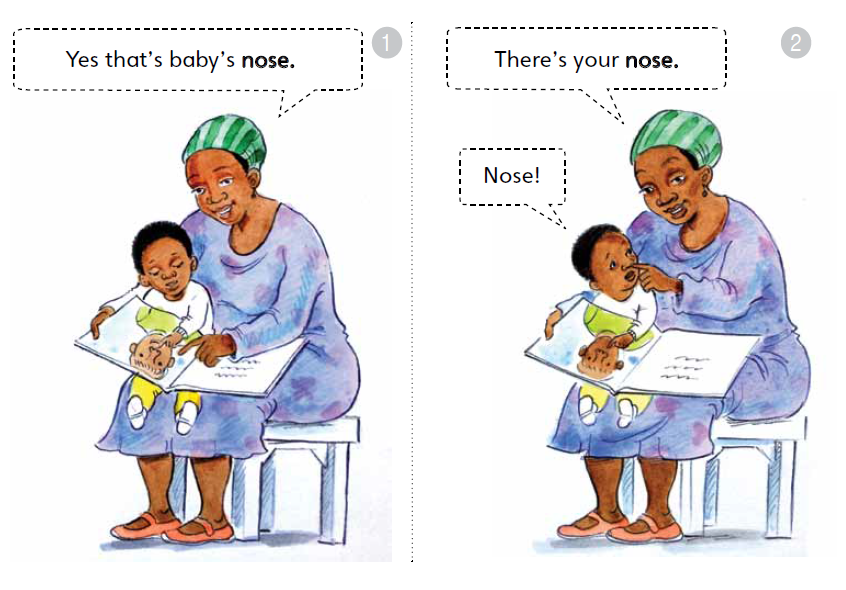 1
Yes that's baby's nose.
2
There's your nose.
Nose!